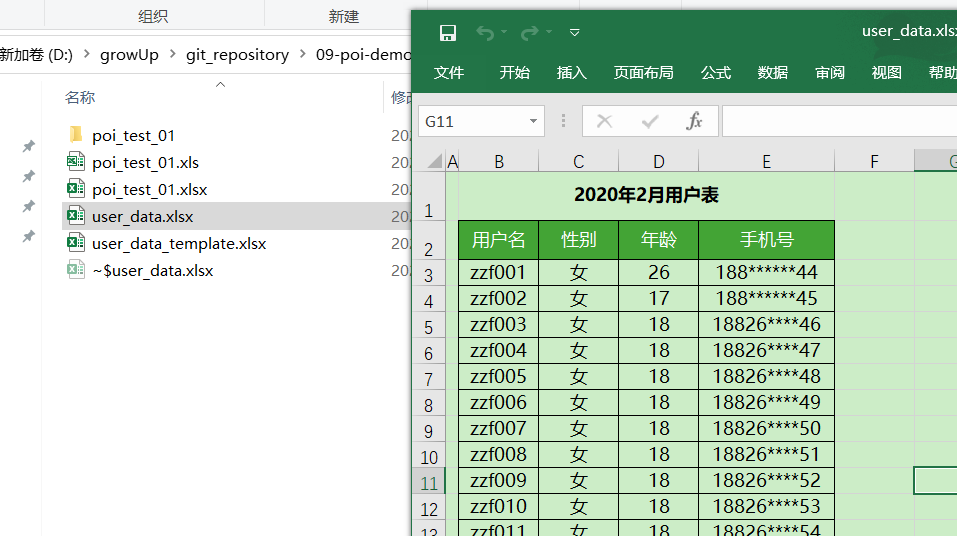 组织
新建
新加卷 (D:) > growUp > git_repository > 09-poi-demo
名称
修改
poi_test_01
202
poi_test_01.xls
202
poi_test_01.xlsx
202
user_data.xlsx
202
user_data_template.xlsx
202
~$user_data.xlsx
202
user_data.xlsx
文件 开始 插入 页面布局 公式 数据 审阅 视图 帮助
G11 fx
A B C D E F G
1 2020年2月用户表
2 用户名 性别 年龄 手机号
3 zzf001 女 26 188******44
4 zzf002 女 17 188******45
5 zzf003 女 18 18826****46
6 zzf004 女 18 18826****47
7 zzf005 女 18 18826****48
8 zzf006 女 18 18826****49
9 zzf007 女 18 18826****50
10 zzf008 女 18 18826****51
11 zzf009 女 18 18826****52
12 zzf010 女 18 18826****53
13 zzf011 女 18 18826****54